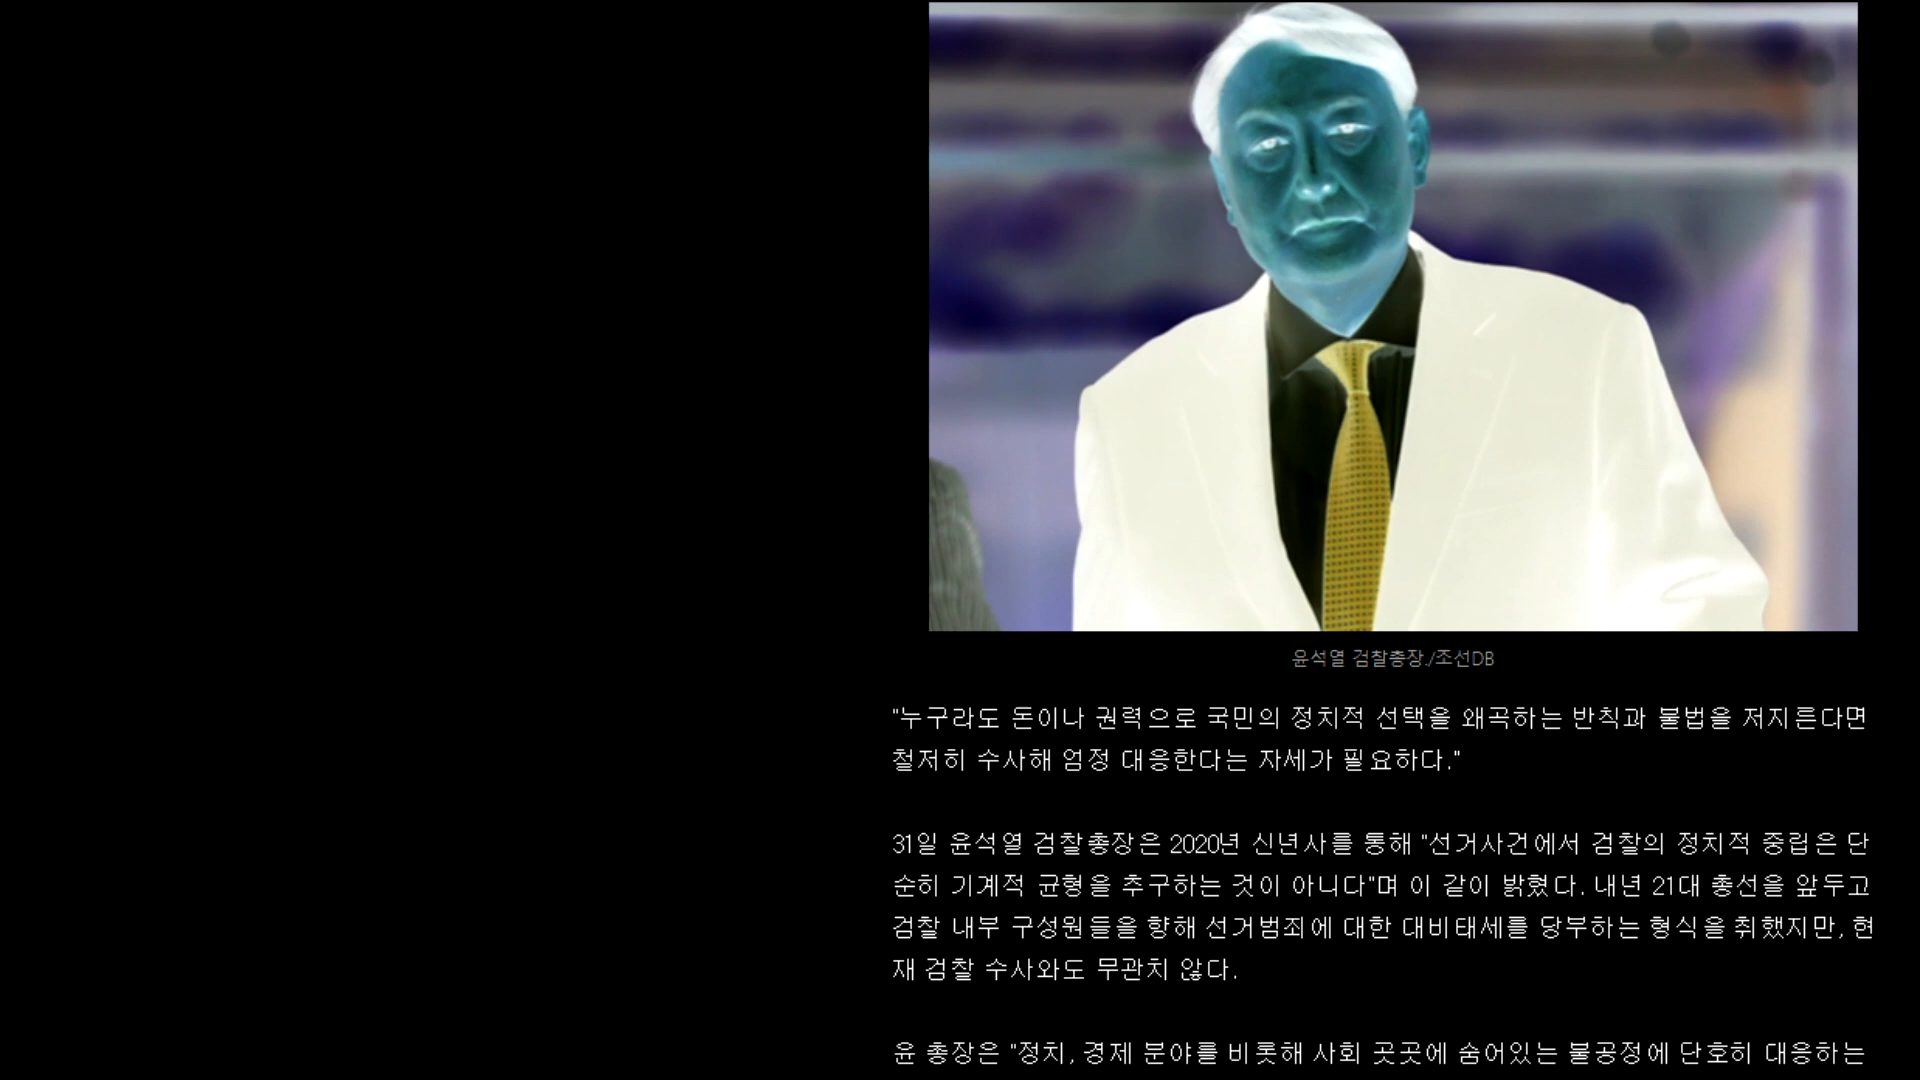 윤석열 검찰총장./조선DB
"누구라도 돈이나 권력으로 국민의 정치적 선택을 왜곡하는 반칙과 불법을 저지른다면
철저히 수사해 엄정 대응한다는 자세가 필요하다."
31일 윤석열 검찰총장은 2020년 신년사를 통해 "선거사건에서 검찰의 정치적 중립은 단
순히 기계적 균형을 추구하는 것이 아니다"며 이 같이 밝혔다. 내년 21대 총선을 앞두고
검찰 내부 구성원들을 향해 선거범죄에 대한 대비태세를 당부하는 형식을 취했지만, 현
재 검찰 수사와도 무관치 않다.
윤 총장은 "정치, 경제 분야를 비롯해 사회 곳곳에 숨어있는 불공정에 단호히 대응하는